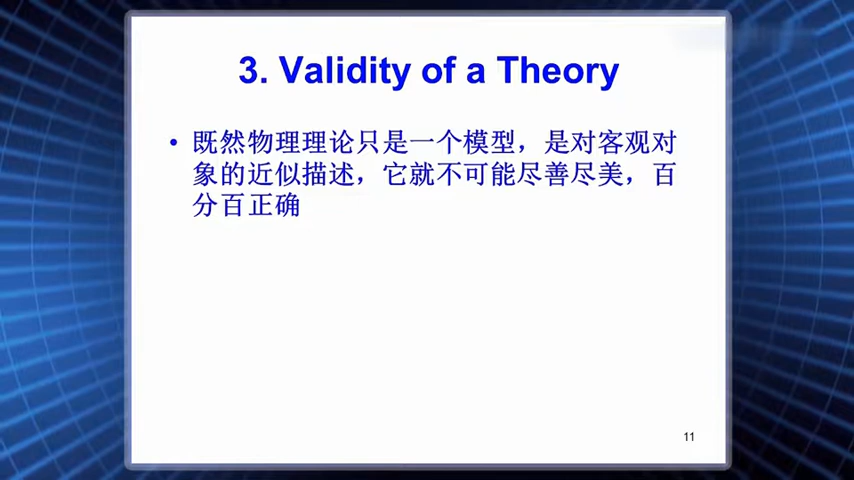 3. Validity of a Theory
• 既然物理理论只是一个模型，是对客观对
象的近似描述，它就不可能尽善尽美，百
分百正确
11